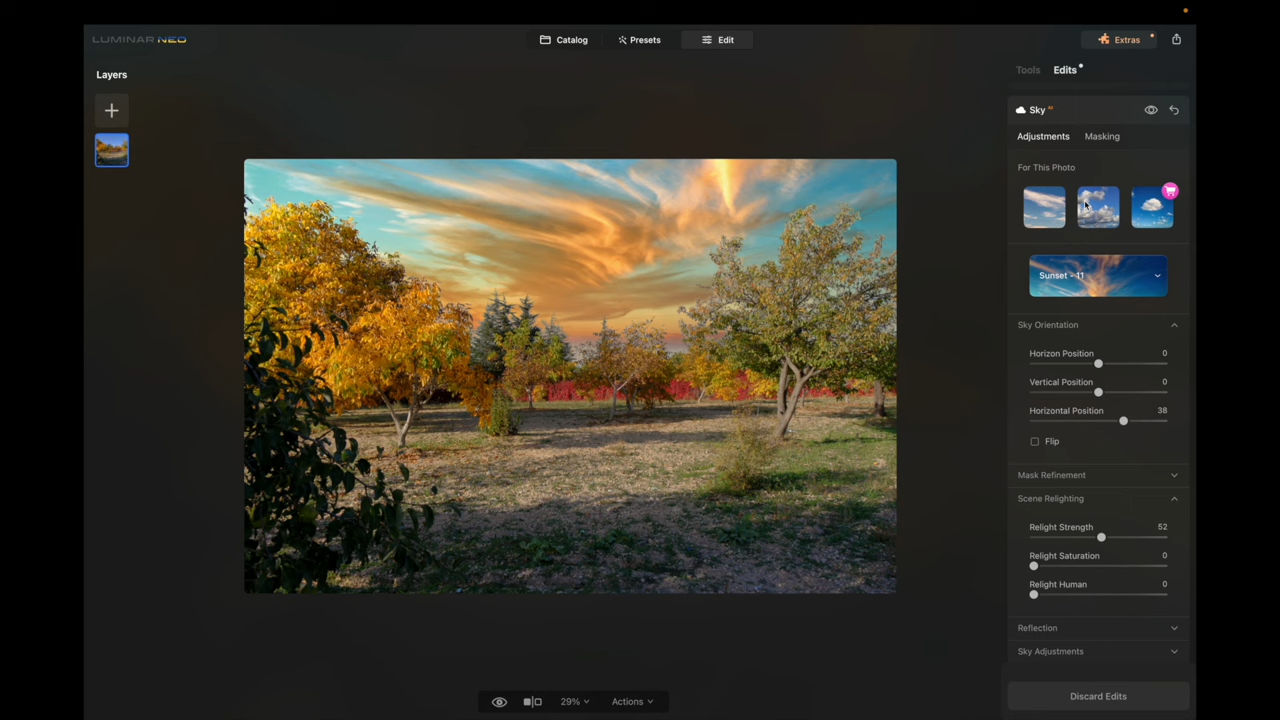 LUMINAR NEO
Catalog
Presets
Edit
Extras
Layers
Tools
Edits
Sky AI
Adjustments
Masking
For This Photo
Sunset - 11
Sky Orientation
Horizon Position 0
Vertical Position 0
Horizontal Position 38
Flip
Mask Refinement
Scene Relighting
Relight Strength 52
Relight Saturation 0
Relight Human 0
Reflection
Sky Adjustments
Discard Edits
29%
Actions